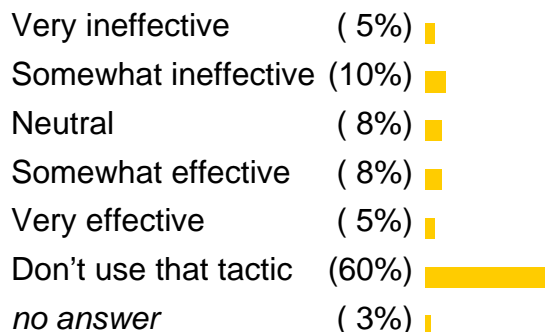 Very ineffective ( 5%)
Somewhat ineffective (10%)
Neutral ( 8%)
Somewhat effective ( 8%)
Very effective ( 5%)
Don’t use that tactic (60%)
no answer ( 3%)